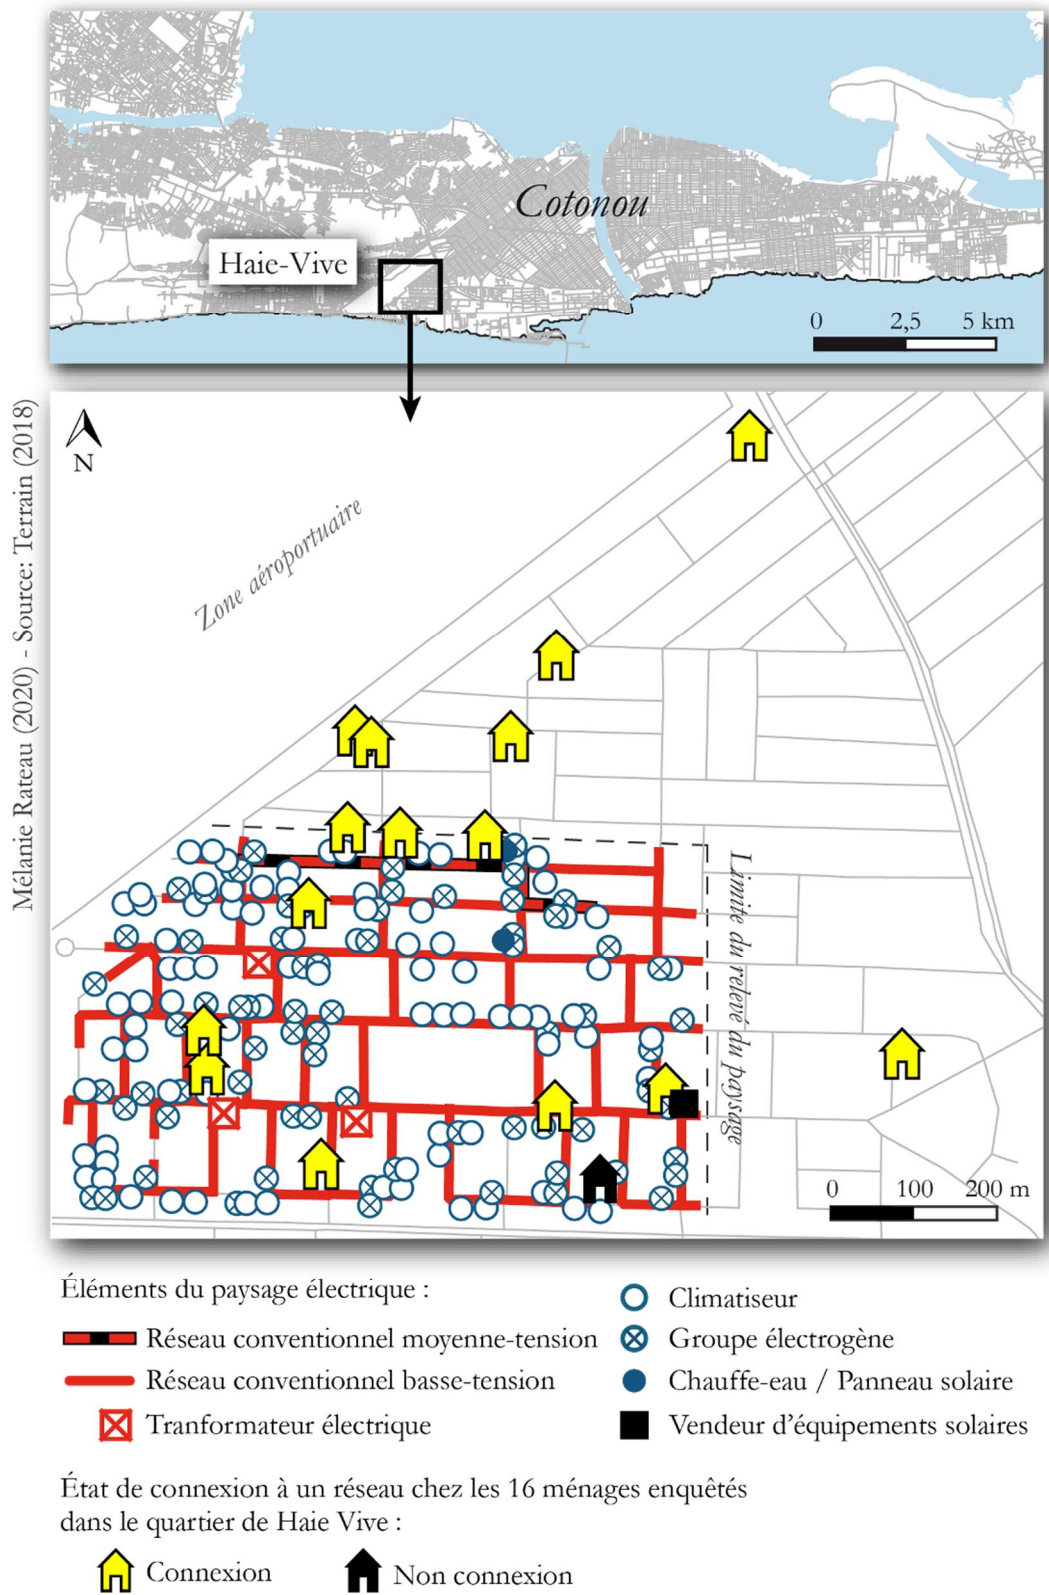 Cotonou
Haie-Vive
0 2,5 5 km
Mélanie Rateau (2020) - Source: Terrain (2018)
N
Zone aéroportuaire
Limite du relevé du paysage
0 100 200 m
Éléments du paysage électrique :
Réseau conventionnel moyenne-tension
Réseau conventionnel basse-tension
Tranformateur électrique
Climatiseur
Groupe électrogène
Chauffe-eau / Panneau solaire
Vendeur d'équipements solaires
État de connexion à un réseau chez les 16 ménages enquêtés
dans le quartier de Haie Vive :
Connexion
Non connexion